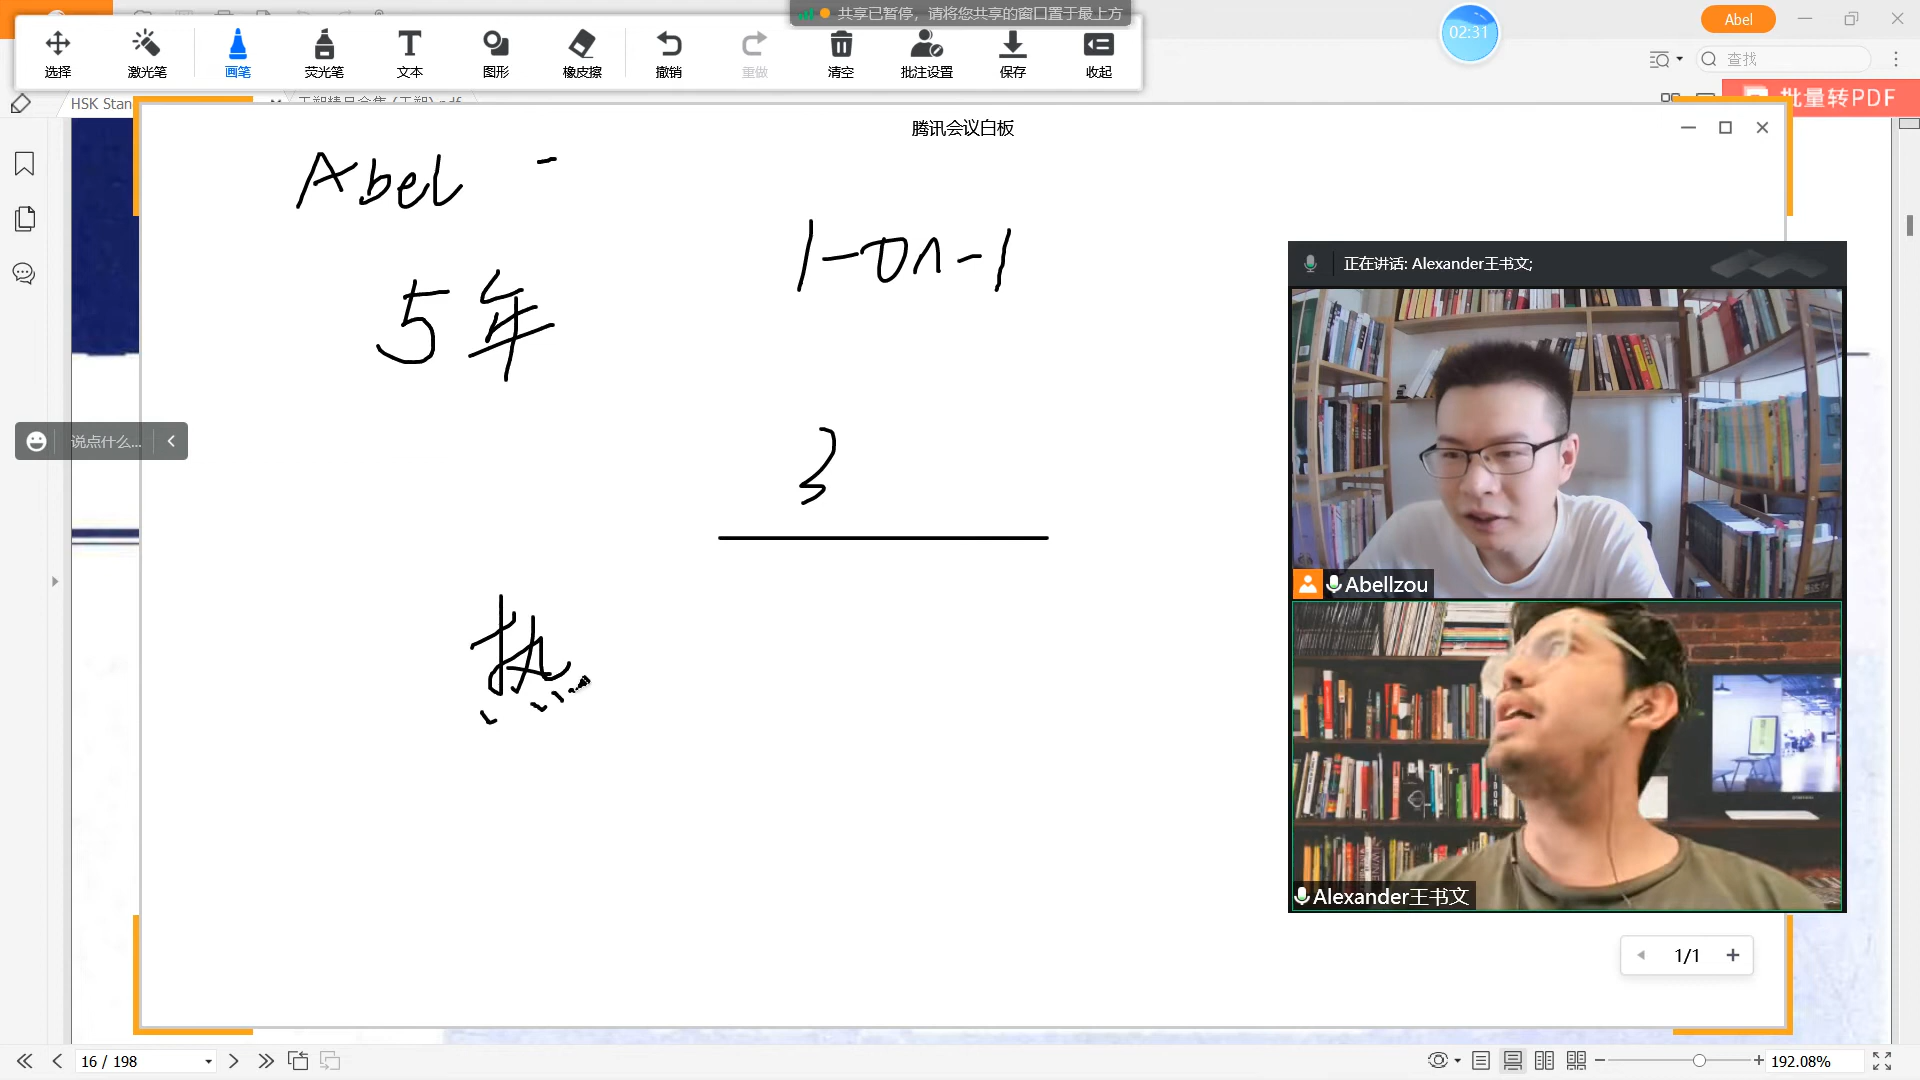 共享已暂停，请将您共享的窗口置于最上方
02:31
Abel
选择 激光笔 画笔 荧光笔 文本 图形 橡皮擦 撤销 重做 清空 批注设置 保存 收起
查找
HSK Stan
批量转PDF
腾讯会议白板
Abel -
1-on-1
5年
正在讲话: Alexander王书文;
3
说点什么...
Abellzou
热
Alexander王书文
1/1
16 / 198
192.08%